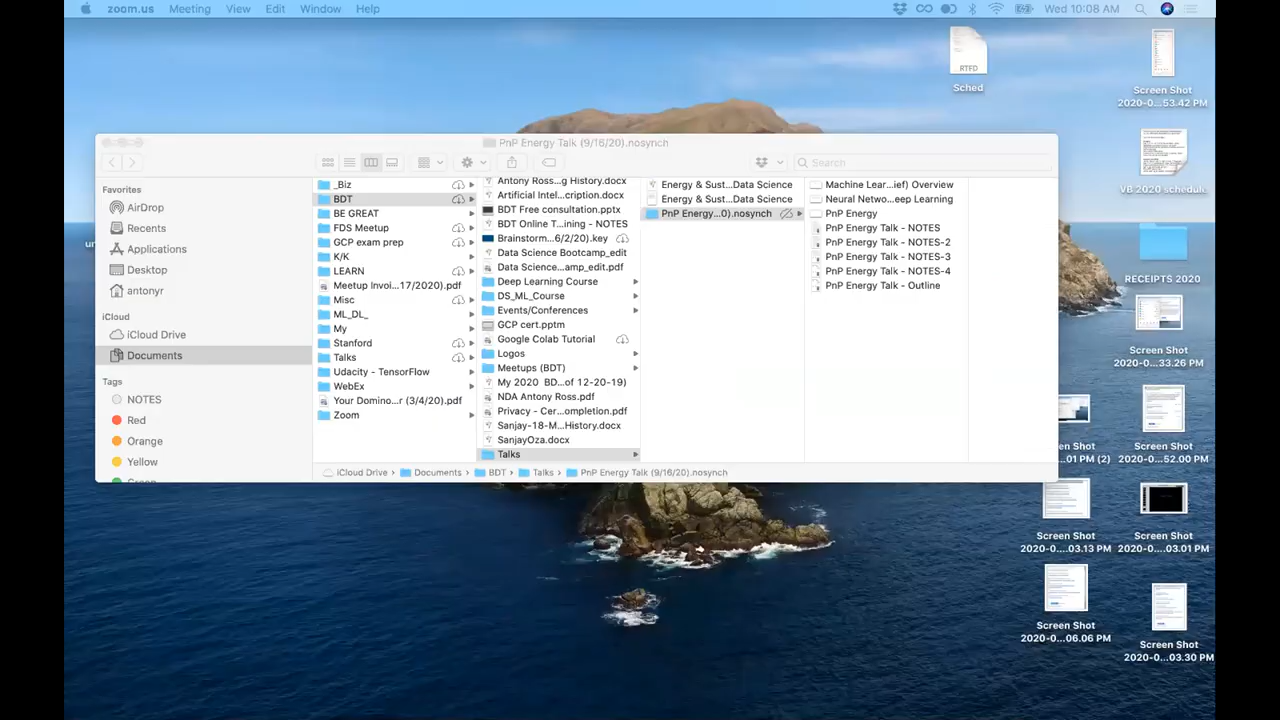 zoom.us Meeting View Edit Window Help Wed 10:08 AM
RTFD
Sched
Screen Shot
2020-0...53.42 PM
PnP Energy Talk (9/16/20).nosynch
Search
Favorites
AirDrop
Recents
Applications
Desktop
antonyr
iCloud
iCloud Drive
Documents
Tags
NOTES
Red
Orange
Yellow
Green
_Biz
BDT
BE GREAT
FDS Meetup
GCP exam prep
K/K
LEARN
Meetup Invoi...17/2020).pdf
Misc
ML_DL_
My
Stanford
Talks
Udacity - TensorFlow
WebEx
Your Domino...r (3/4/20).pdf
Zoom
Antony Ross...g History.docx
Artificial Intel...cription.docx
BDT Free consultation.pptx
BDT Online T...ining - NOTES
Brainstorm...6/2/20).key
Data Science Bootcamp_edit
Data Science...amp_edit.pdf
Deep Learning Course
DS_ML_Course
Events/Conferences
GCP cert.pptm
Google Colab Tutorial
Logos
Meetups (BDT)
My 2020 BD...of 12-20-19)
NDA Antony Ross.pdf
Privacy - Cer...ompletion.pdf
Sanjay-18-M...History.docx
SanjayOza.docx
Talks
Energy & Sust...Data Science
Energy & Sust...Data Science
PnP Energy...0).nosynch
Machine Lear...ief) Overview
Neural Netwo...eep Learning
PnP Energy
PnP Energy Talk - NOTES
PnP Energy Talk - NOTES-2
PnP Energy Talk - NOTES-3
PnP Energy Talk - NOTES-4
PnP Energy Talk - Outline
iCloud Drive › Documents › BDT › Talks › PnP Energy Talk (9/16/20).nosynch
VB 2020 schedule
un
RECEIPTS 2020
Screen Shot
2020-0...33.26 PM
en Shot
...01 PM (2)
Screen Shot
2020-0...52.00 PM
Screen Shot
2020-0....03.13 PM
Screen Shot
2020-0....03.01 PM
Screen Shot
2020-0...06.06 PM
Screen Shot
2020-0...03.30 PM